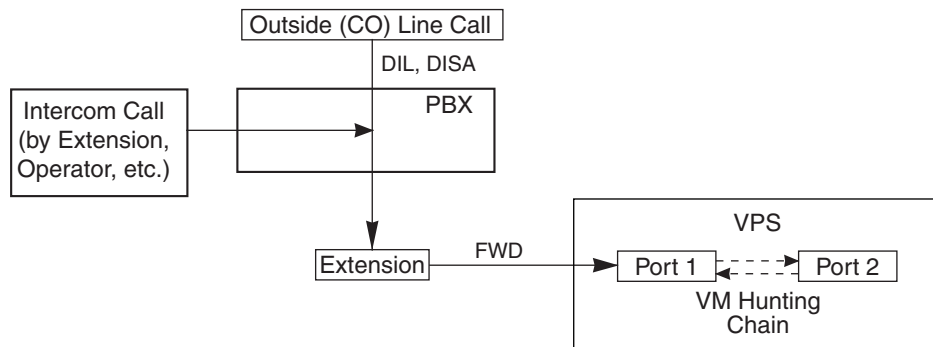 Outside (CO) Line Call
DIL, DISA
PBX
Intercom Call
(by Extension,
Operator, etc.)
VPS
Extension
FWD
Port 1
Port 2
VM Hunting
Chain